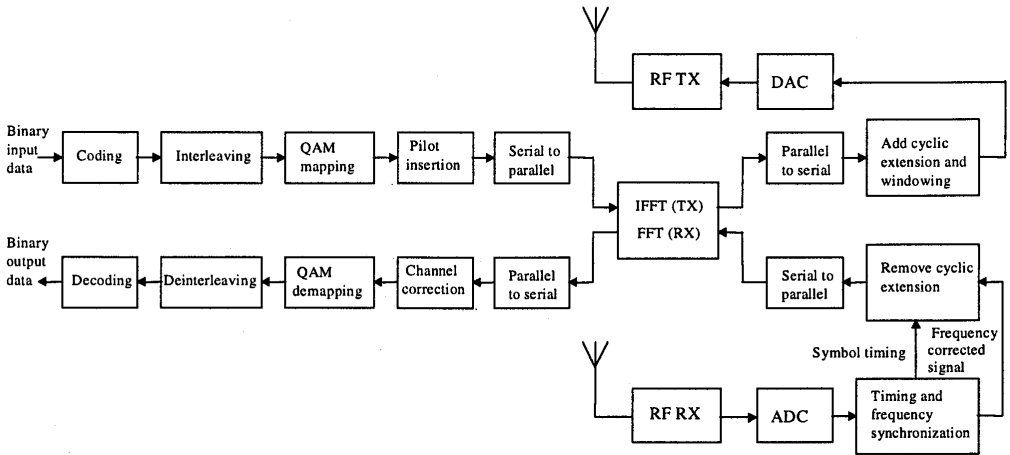 RF TX
DAC
Binary
input
data
Coding
Interleaving
QAM
mapping
Pilot
insertion
Serial to
parallel
Parallel
to serial
Add cyclic
extension and
windowing
IFFT (TX)
FFT (RX)
Binary
output
data
Decoding
Deinterleaving
QAM
demapping
Channel
correction
Parallel
to serial
Serial to
parallel
Remove cyclic
extension
Symbol timing
Frequency
corrected
signal
RF RX
ADC
Timing and
frequency
synchronization